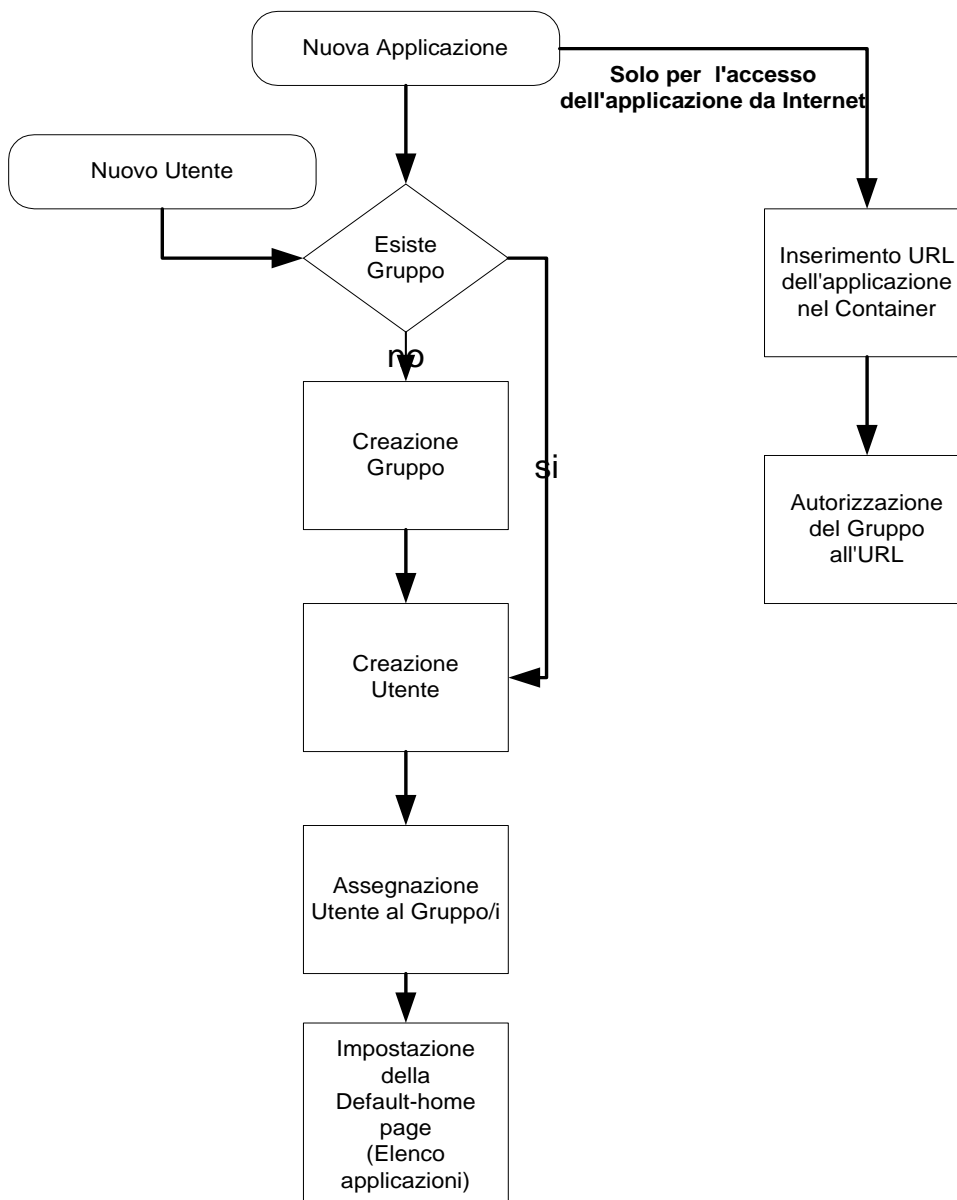 Nuova Applicazione
Solo per l'accesso
dell'applicazione da Internet
Nuovo Utente
Esiste
Gruppo
Inserimento URL
dell'applicazione
nel Container
no
Creazione
Gruppo
si
Autorizzazione
del Gruppo
all'URL
Creazione
Utente
Assegnazione
Utente al Gruppo/i
Impostazione
della
Default-home
page
(Elenco
applicazioni)